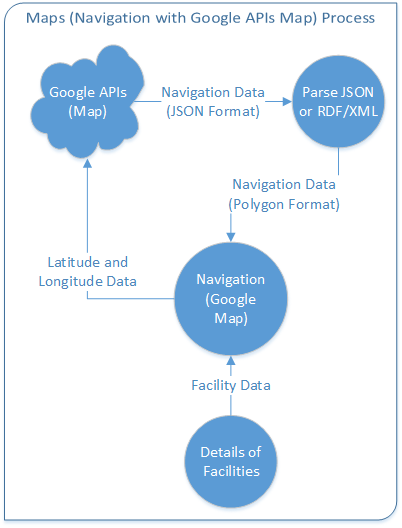 Maps (Navigation with Google APIs Map) Process
Google APIs
(Map)
Navigation Data
(JSON Format)
Parse JSON
or RDF/XML
Navigation Data
(Polygon Format)
Latitude and
Longitude Data
Navigation
(Google
Map)
Facility Data
Details of
Facilities